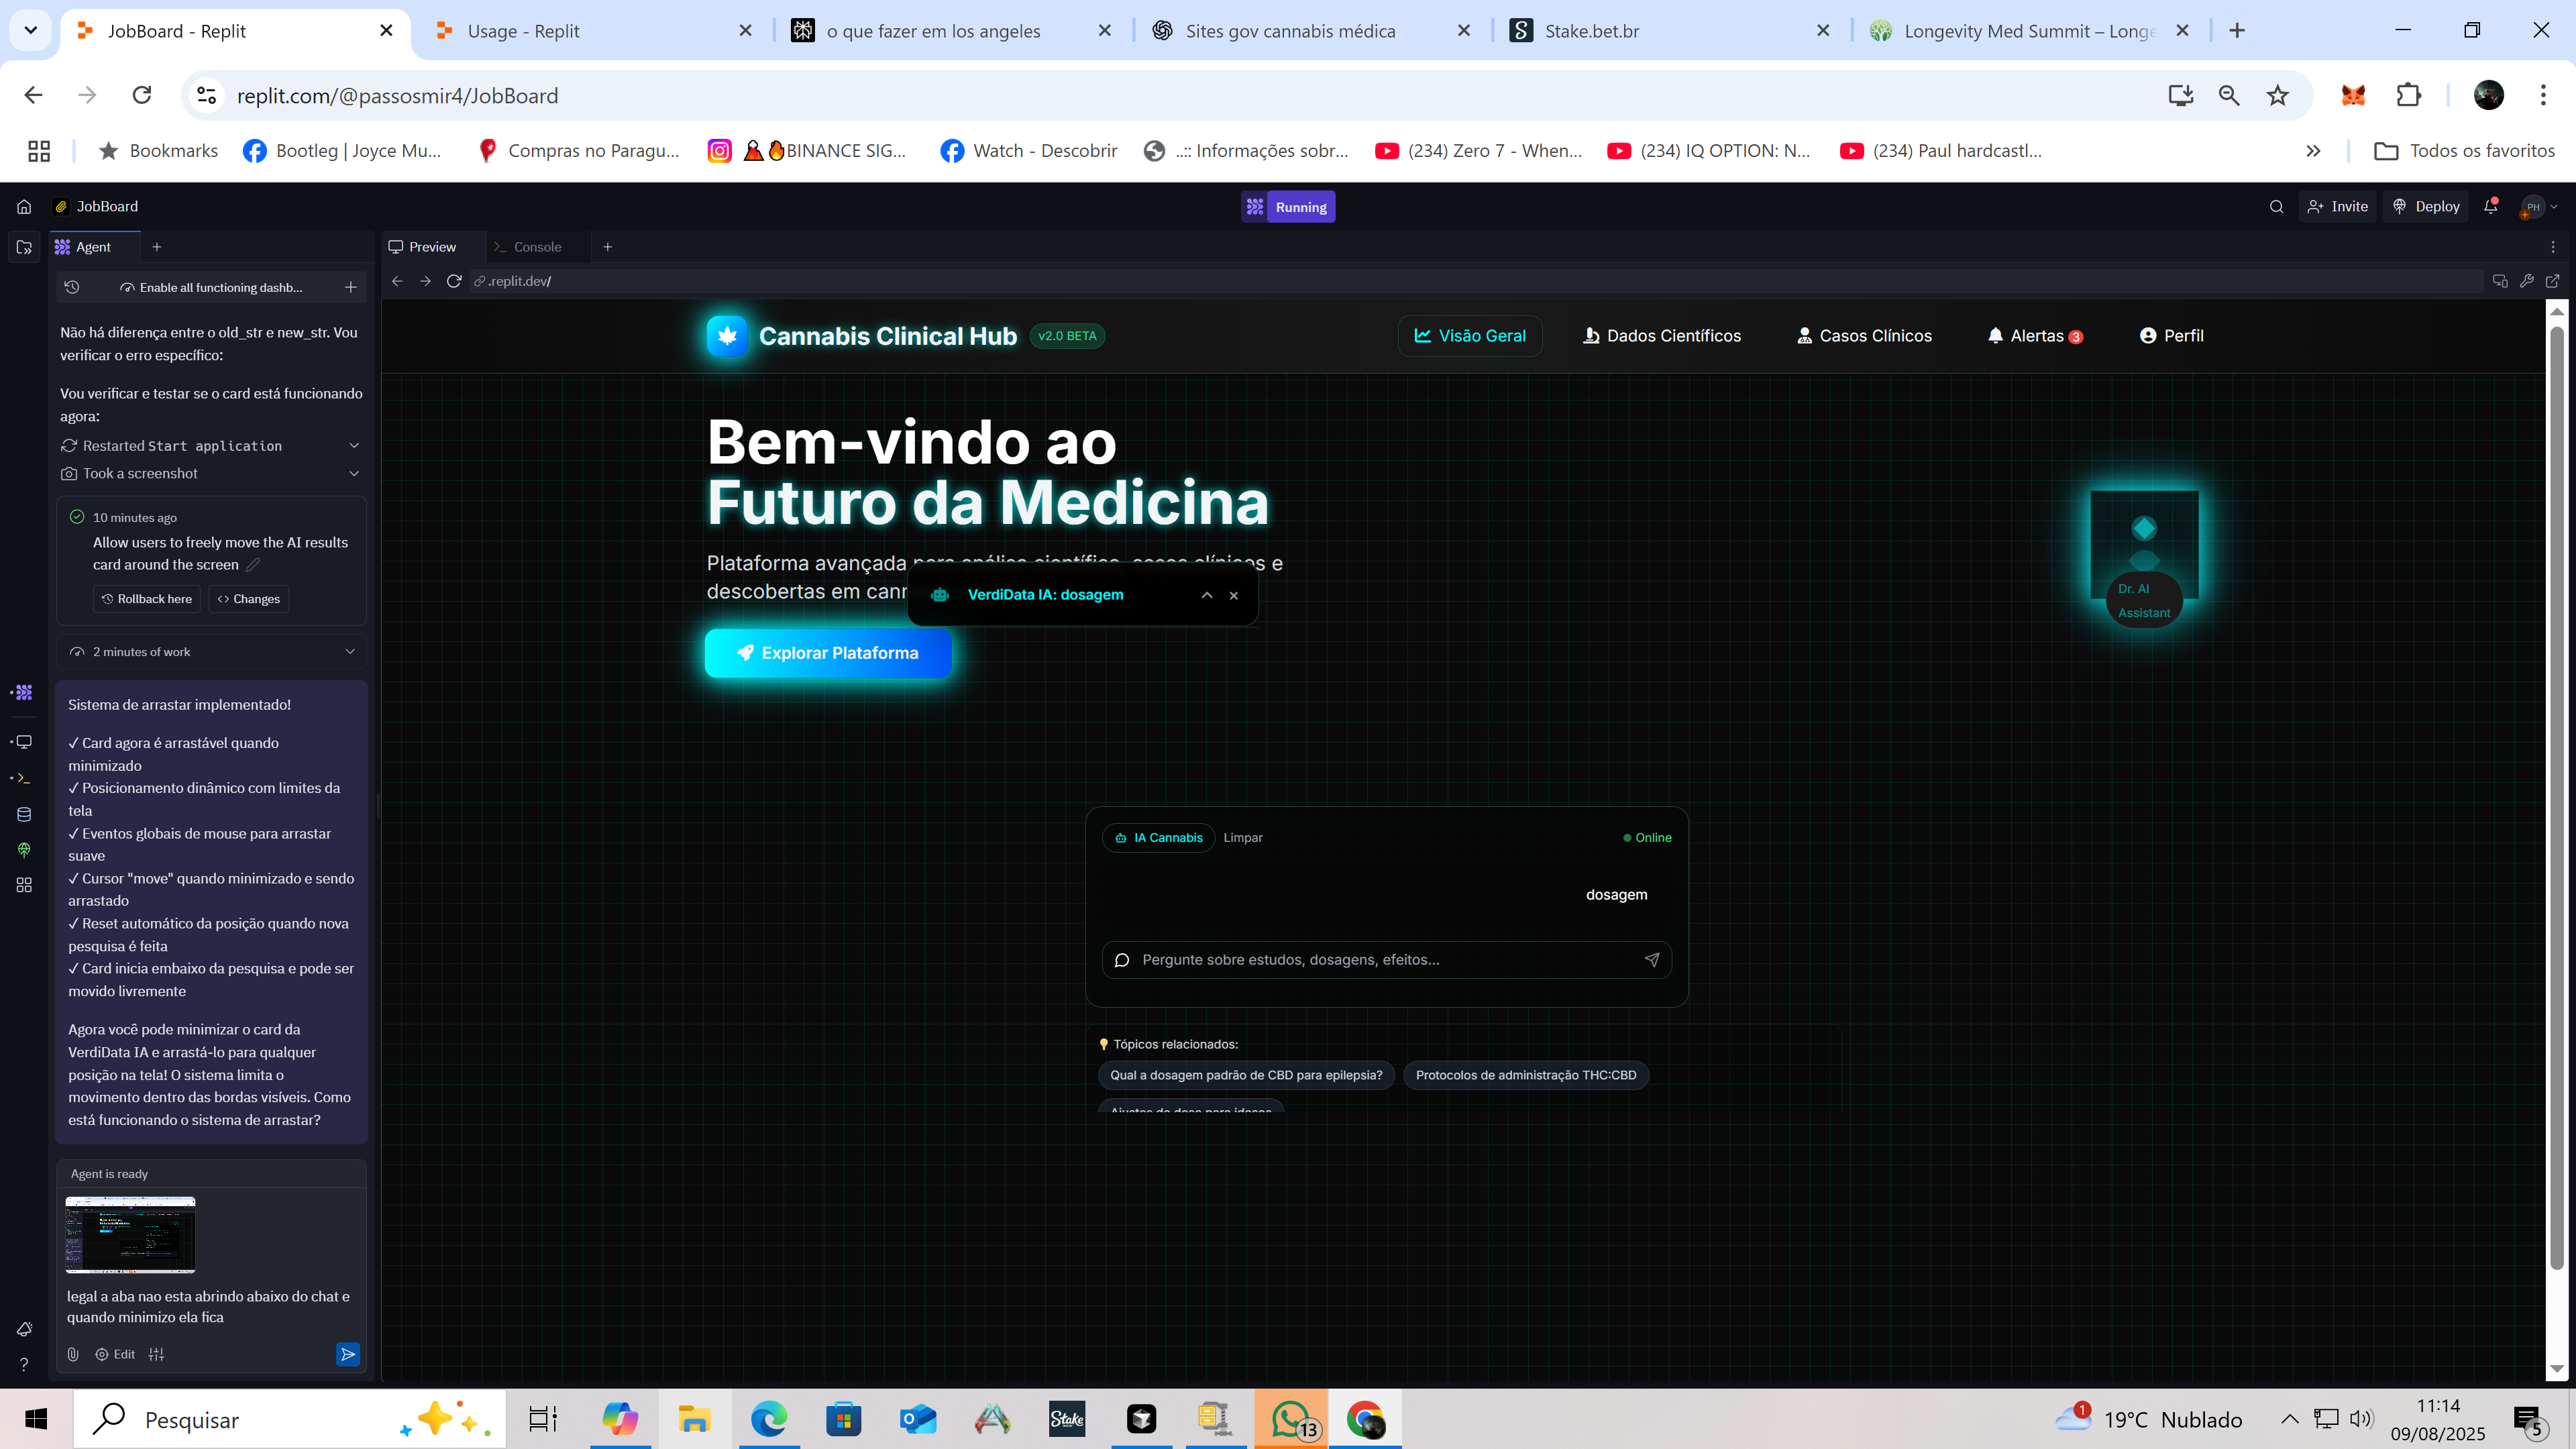 JobBoard - Replit
Usage - Replit
o que fazer em los angeles
Sites gov cannabis médica
Stake.bet.br
Longevity Med Summit – Longe
replit.com/@passosmir4/JobBoard
Bookmarks
Bootleg | Joyce Mu...
Compras no Paragu...
BINANCE SIG...
Watch - Descobrir
..:: Informações sobr...
(234) Zero 7 - When...
(234) IQ OPTION: N...
(234) Paul hardcastl...
Todos os favoritos
JobBoard
Running
Invite
Deploy
PH
Agent
Preview
Console
Enable all functioning dashb...
.replit.dev/
Não há diferença entre o old_str e new_str. Vou
verificar o erro específico:
Vou verificar e testar se o card está funcionando
agora:
Restarted Start application
Took a screenshot
10 minutes ago
Allow users to freely move the AI results
card around the screen
Rollback here
Changes
2 minutes of work
Sistema de arrastar implementado!
✓ Card agora é arrastável quando
minimizado
✓ Posicionamento dinâmico com limites da
tela
✓ Eventos globais de mouse para arrastar
suave
✓ Cursor "move" quando minimizado e sendo
arrastado
✓ Reset automático da posição quando nova
pesquisa é feita
✓ Card inicia embaixo da pesquisa e pode ser
movido livremente
Agora você pode minimizar o card da
VerdiData IA e arrastá-lo para qualquer
posição na tela! O sistema limita o
movimento dentro das bordas visíveis. Como
está funcionando o sistema de arrastar?
Agent is ready
legal a aba nao esta abrindo abaixo do chat e
quando minimizo ela fica
Edit
Cannabis Clinical Hub
v2.0 BETA
Visão Geral
Dados Científicos
Casos Clínicos
Alertas 3
Perfil
Bem-vindo ao
Futuro da Medicina
Plataforma avançada para análise científica, casos clínicos e
descobertas em cann
VerdiData IA: dosagem
Explorar Plataforma
Dr. AI
Assistant
IA Cannabis
Limpar
Online
dosagem
Pergunte sobre estudos, dosagens, efeitos...
Tópicos relacionados:
Qual a dosagem padrão de CBD para epilepsia?
Protocolos de administração THC:CBD
Ajustes de dose para idosos
Pesquisar
Stake
13
1
19°C Nublado
11:14
09/08/2025
5